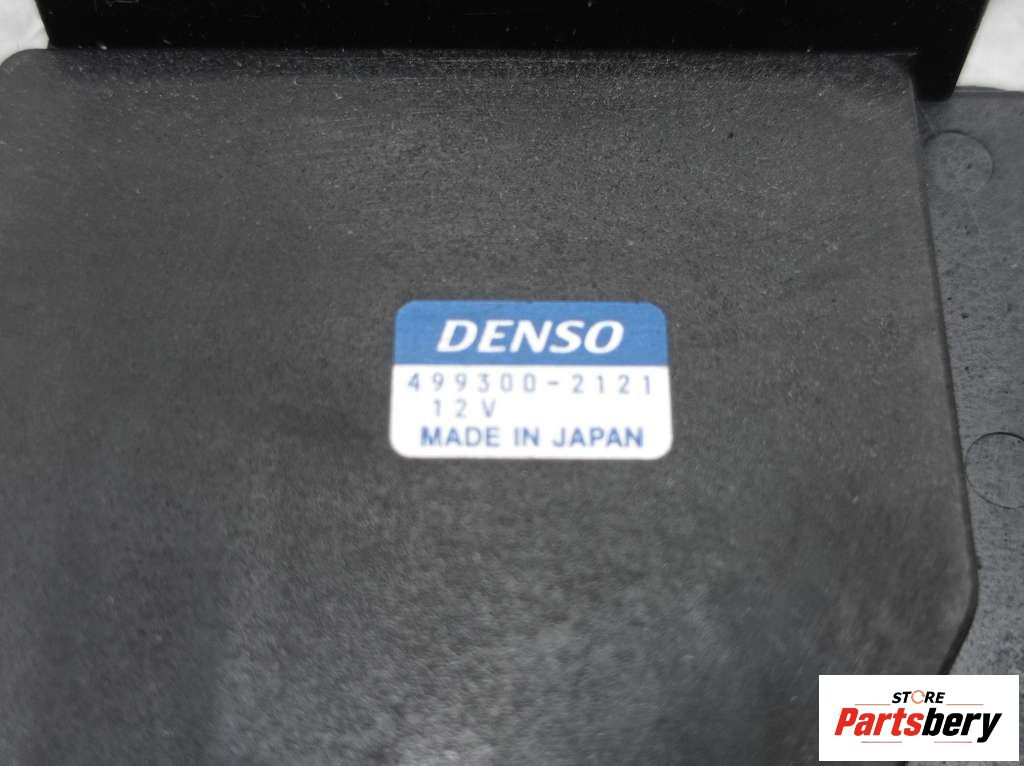 DENSO
499300-2121
12V
MADE IN JAPAN
STORE
Partsbery